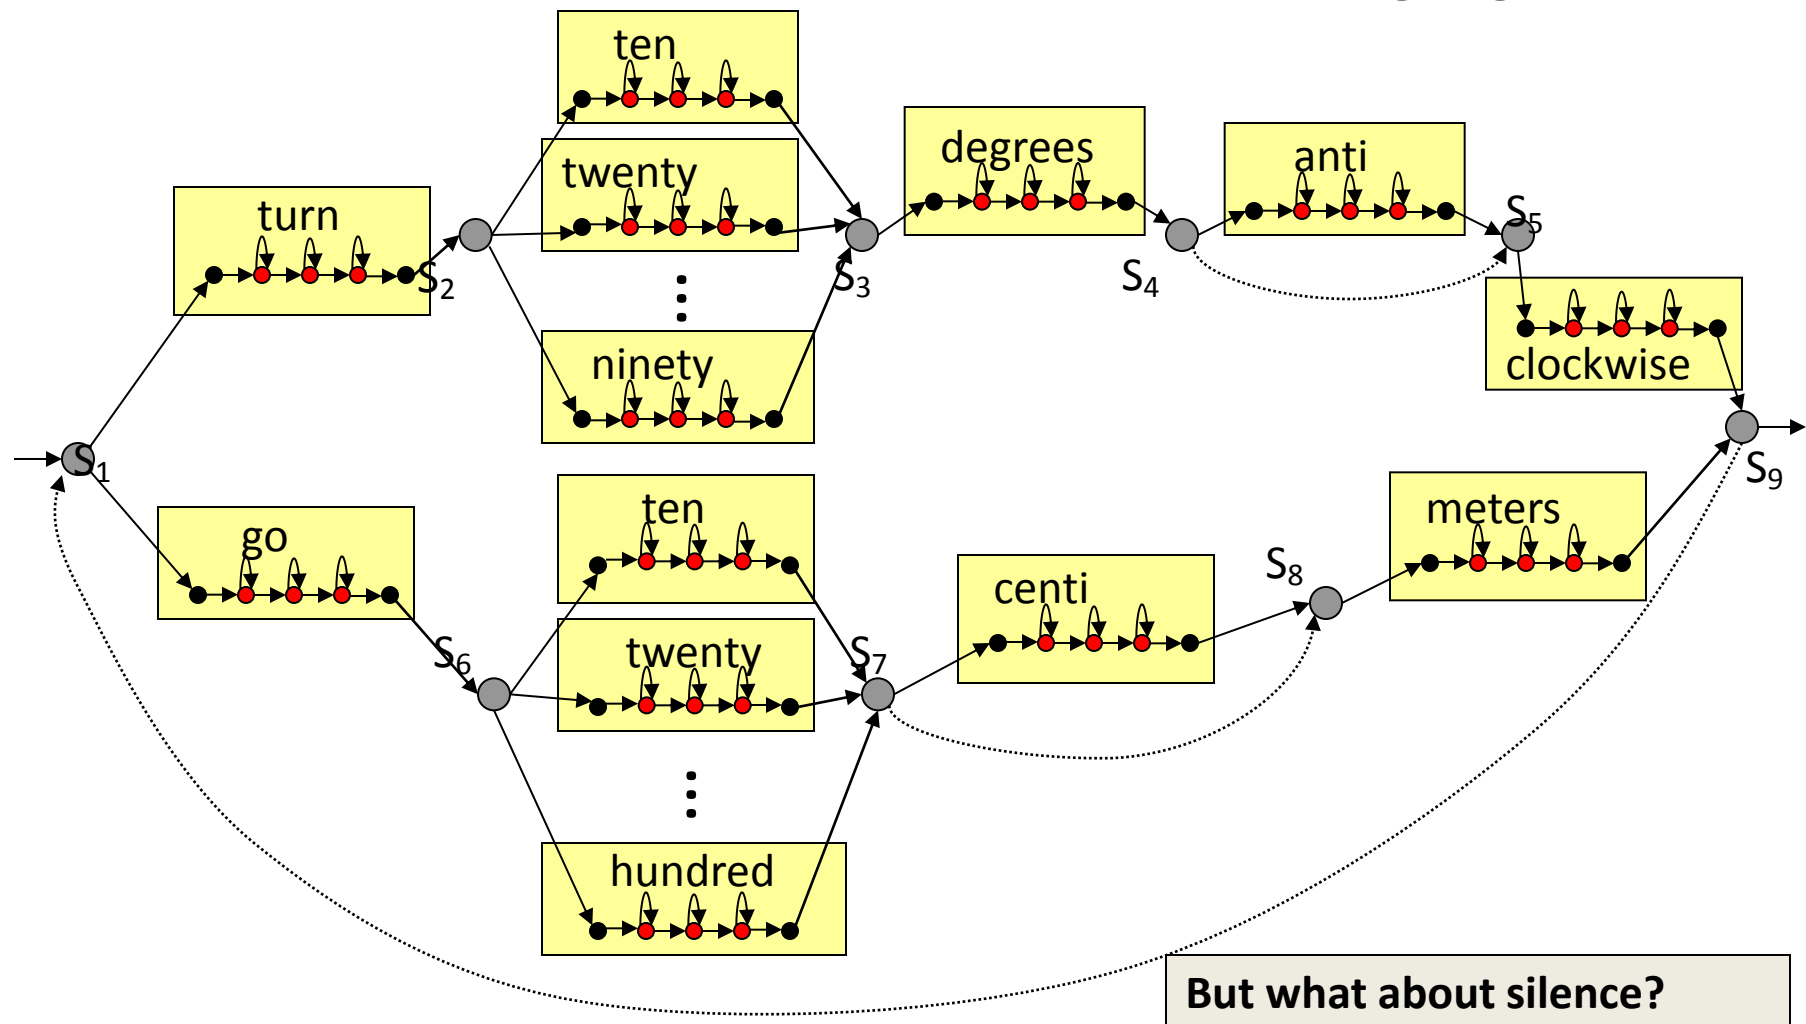 ten
twenty
degrees
anti
turn
S5
S2
S3
S4
ninety
clockwise
S1
S9
ten
meters
go
centi
S8
twenty
S6
S7
hundred
But what about silence?